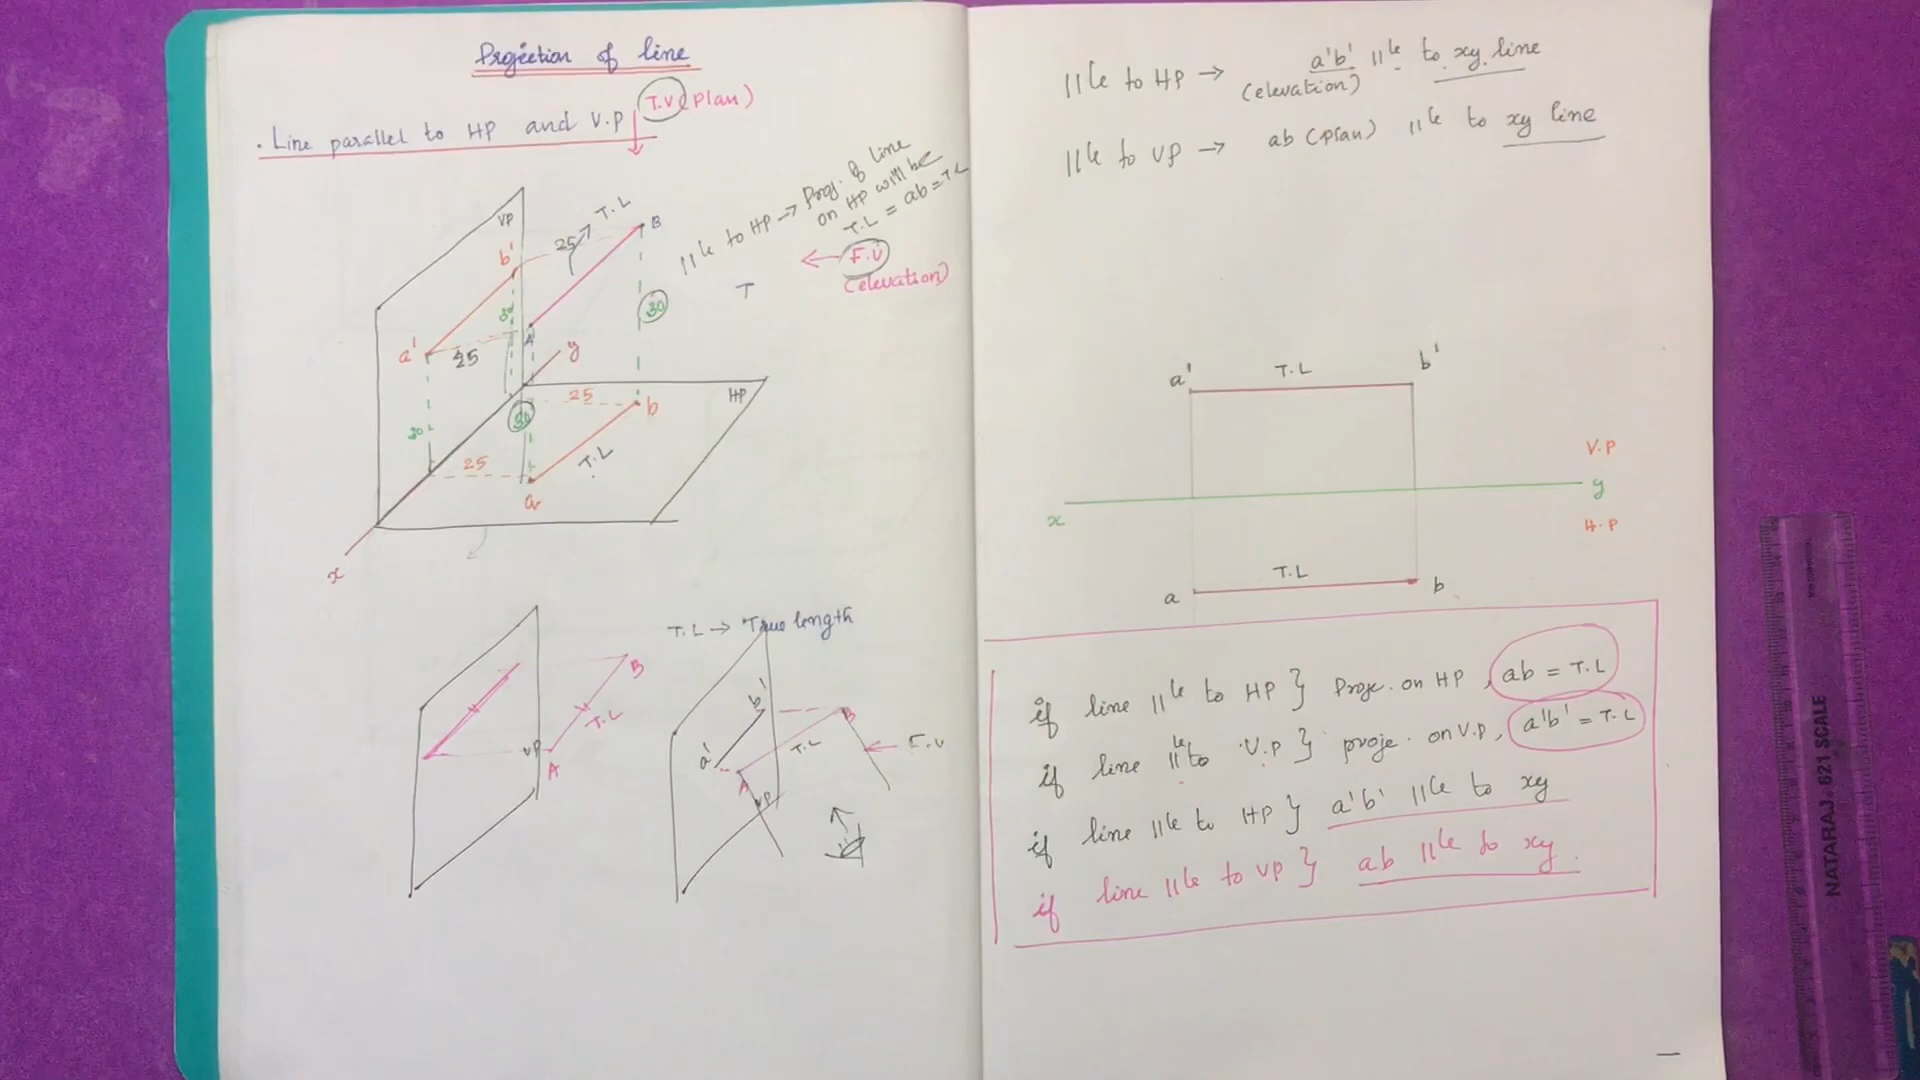 Projection of line
T.V (Plan)
. Line parallel to HP and V.P
VP
T.L
25
B
b'
30
a'
25
A
y
30
30
25
HP
b
25
T.L
a
x
||le to HP → Proj. of line
on HP will be
T.L = ab = T.L
← F.V
(elevation)
T
T.L → True length
B
T.L
VP
A
b'
B
T.L
a'
A
VP
F.V
||le to HP → a'b' ||le to xy line
(elevation)
||le to VP → ab (plan) ||le to xy line
a'
T.L
b'
V.P
x
y
H.P
T.L
a
b
if line ||le to HP } Proje. on HP, ab = T.L
if line ||le to V.P } proje. on V.P, a'b' = T.L
if line ||le to HP } a'b' ||le to xy
if line ||le to VP } ab ||le to xy.
NATARAJ. 621 SCALE